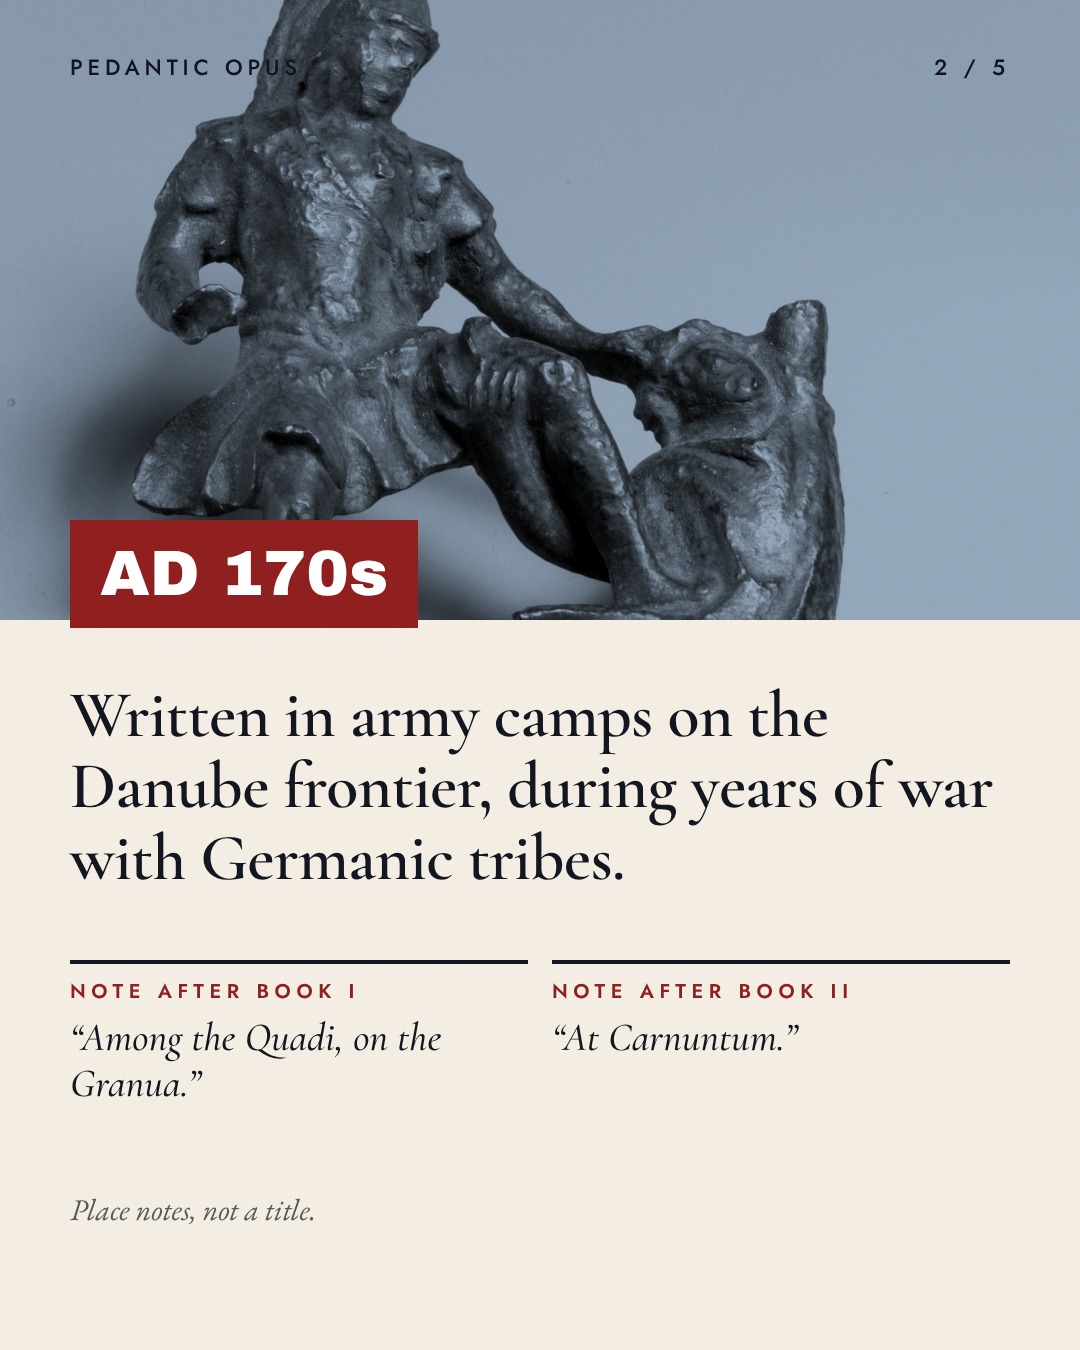 PEDANTIC OPUS
2 / 5
AD 170s
Written in army camps on the
Danube frontier, during years of war
with Germanic tribes.
NOTE AFTER BOOK I
“Among the Quadi, on the
Granua.”
NOTE AFTER BOOK II
“At Carnuntum.”
Place notes, not a title.